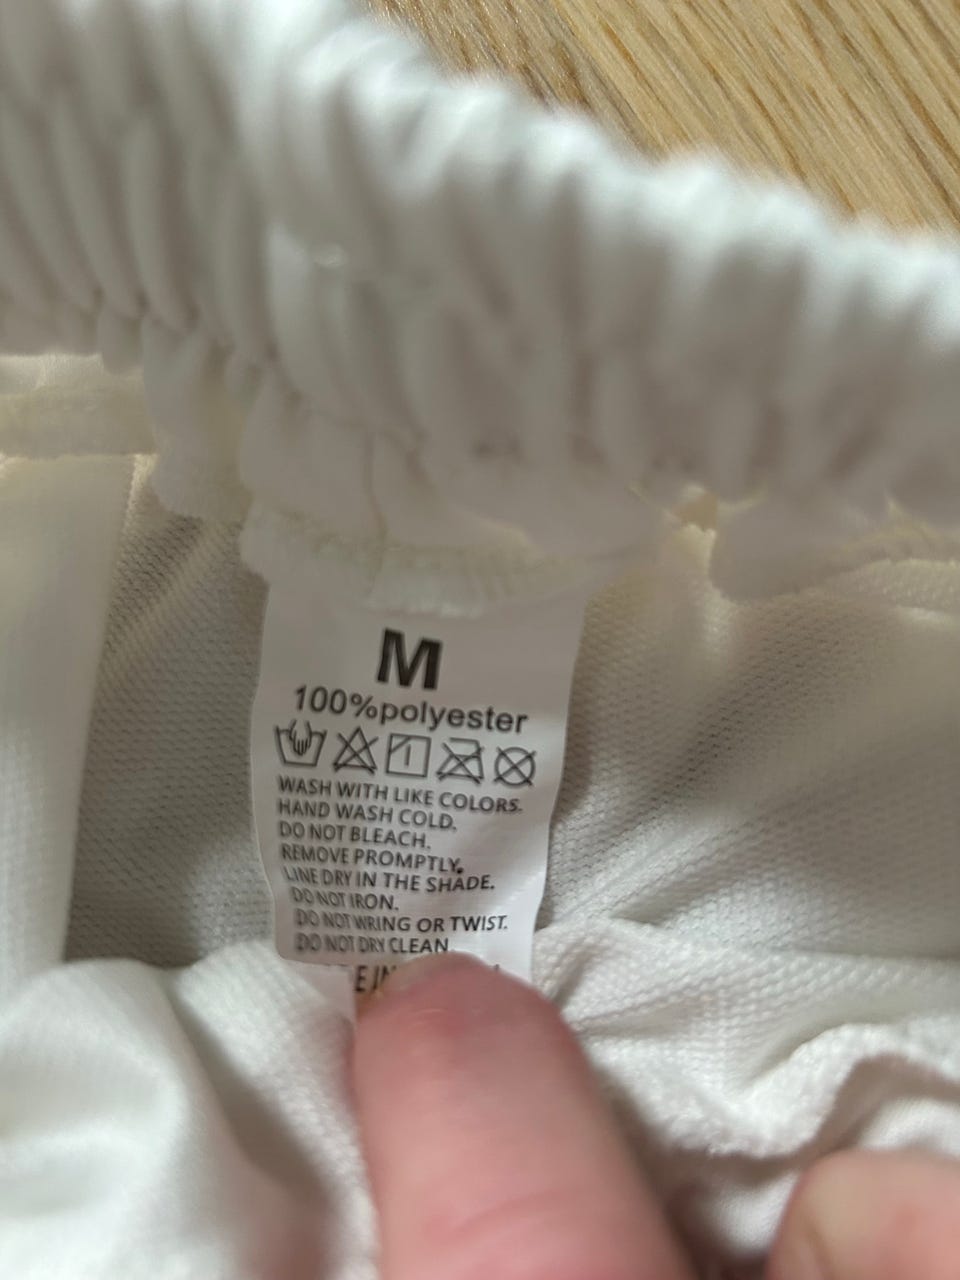 M
100%polyester
WASH WITH LIKE COLORS.
HAND WASH COLD.
DO NOT BLEACH.
REMOVE PROMPTLY.
LINE DRY IN THE SHADE.
DO NOT IRON.
DO NOT WRING OR TWIST.
DO NOT DRY CLEAN